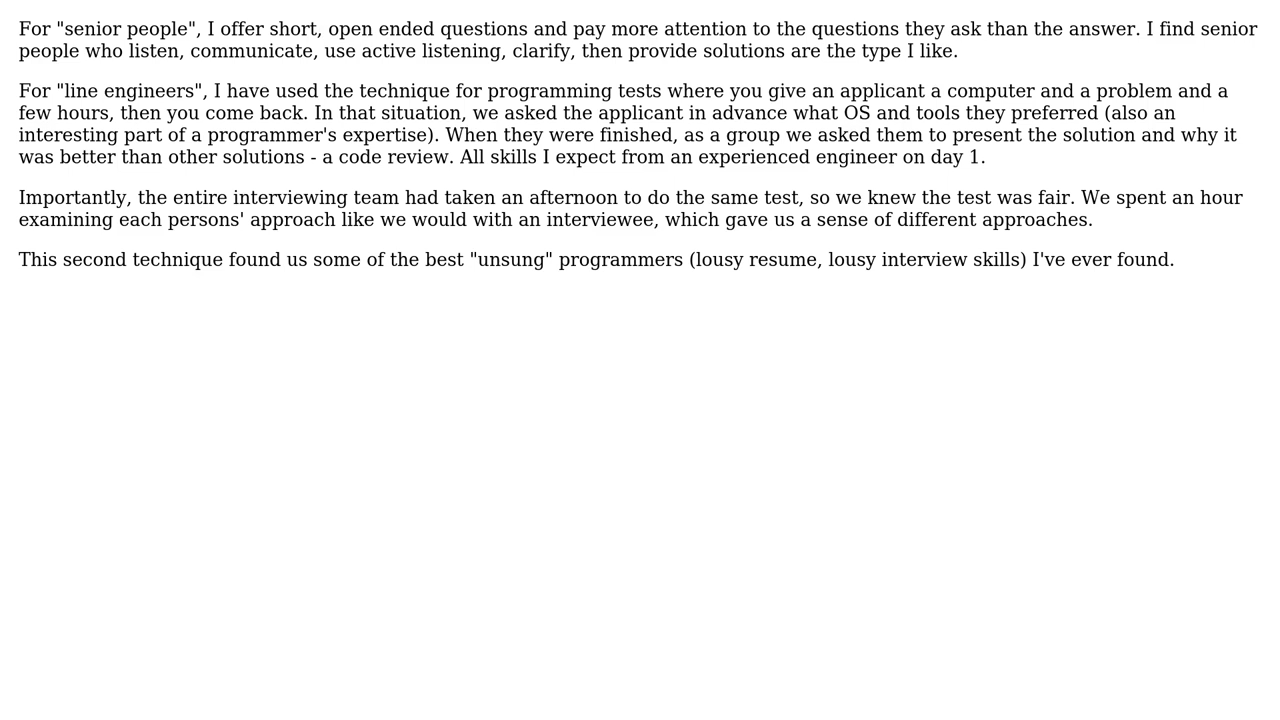 For "senior people", I offer short, open ended questions and pay more attention to the questions they ask than the answer. I find senior
people who listen, communicate, use active listening, clarify, then provide solutions are the type I like.
For "line engineers", I have used the technique for programming tests where you give an applicant a computer and a problem and a
few hours, then you come back. In that situation, we asked the applicant in advance what OS and tools they preferred (also an
interesting part of a programmer's expertise). When they were finished, as a group we asked them to present the solution and why it
was better than other solutions - a code review. All skills I expect from an experienced engineer on day 1.
Importantly, the entire interviewing team had taken an afternoon to do the same test, so we knew the test was fair. We spent an hour
examining each persons' approach like we would with an interviewee, which gave us a sense of different approaches.
This second technique found us some of the best "unsung" programmers (lousy resume, lousy interview skills) I've ever found.